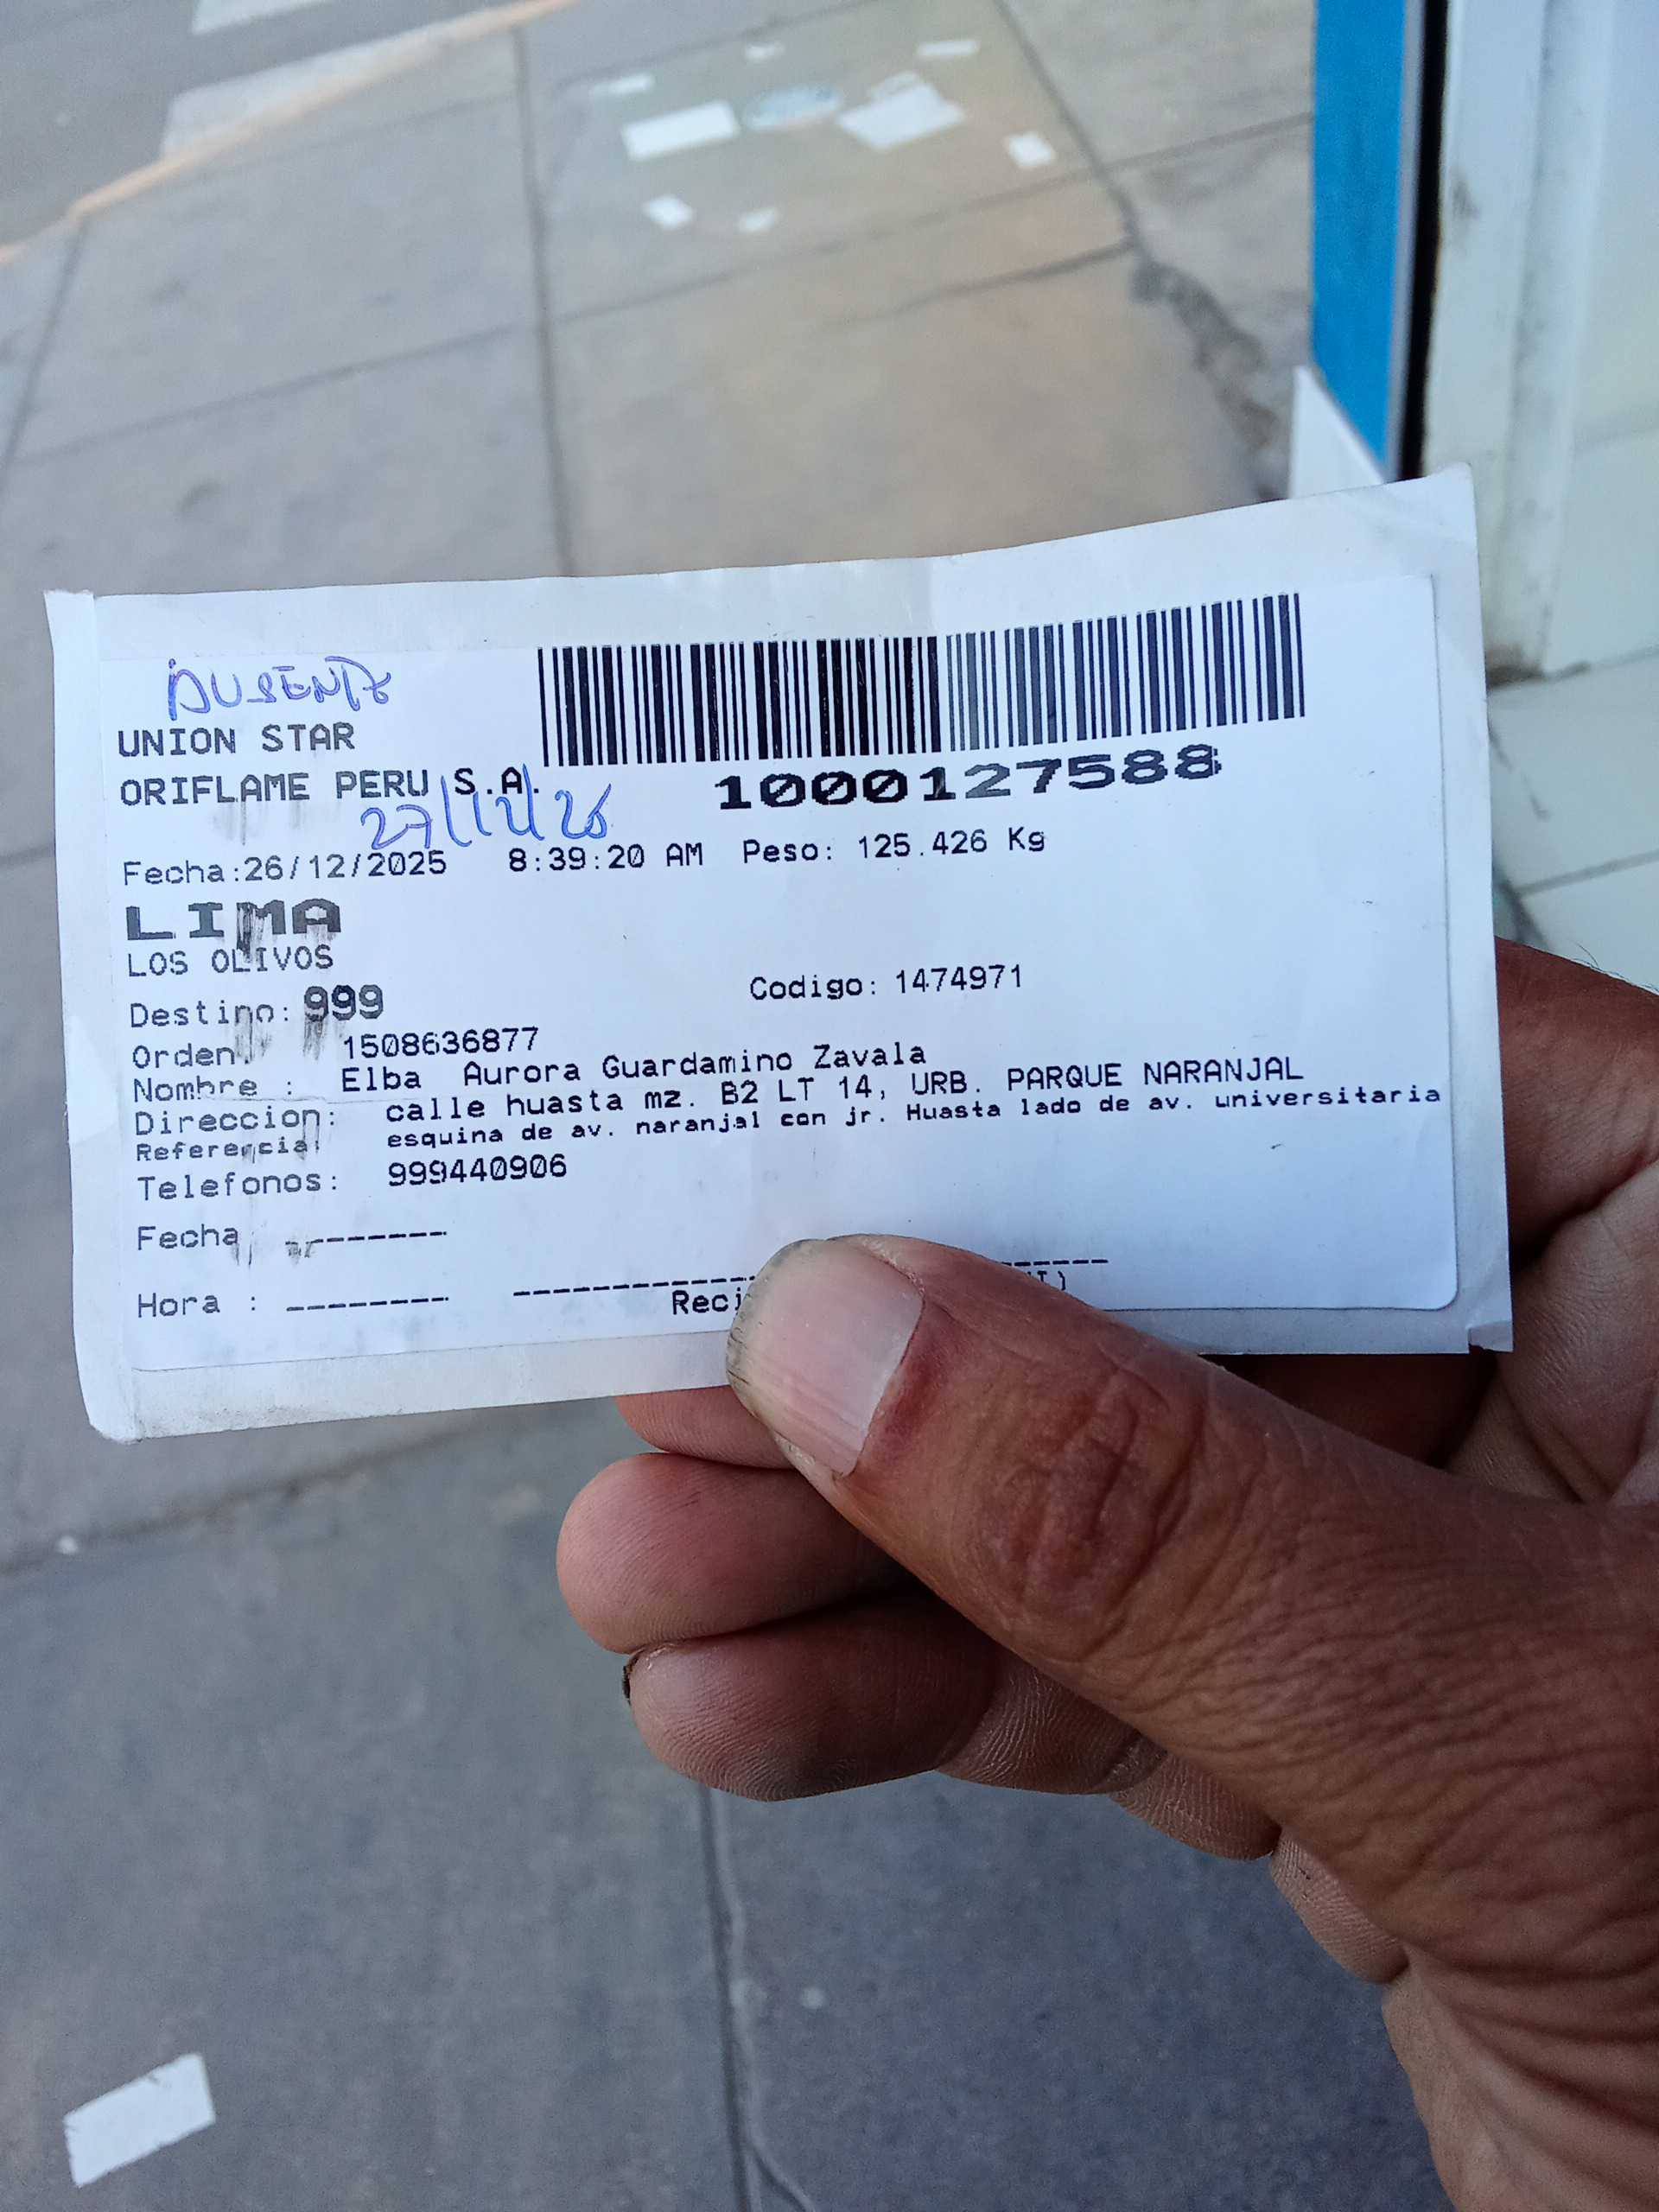 AUSENTE
UNION STAR
ORIFLAME PERU S.A.
1000127588
27/12/25
Fecha:26/12/2025 8:39:20 AM Peso: 125.426 Kg
LIMA
LOS OLIVOS
Destino: 999 Codigo: 1474971
Orden. 1508636877
Nombre : Elba Aurora Guardamino Zavala
Direccion: calle huasta mz. B2 LT 14, URB. PARQUE NARANJAL
Referencia: esquina de av. naranjal con jr. Huasta lado de av. universitaria
Telefonos: 999440906
Fecha
Hora :